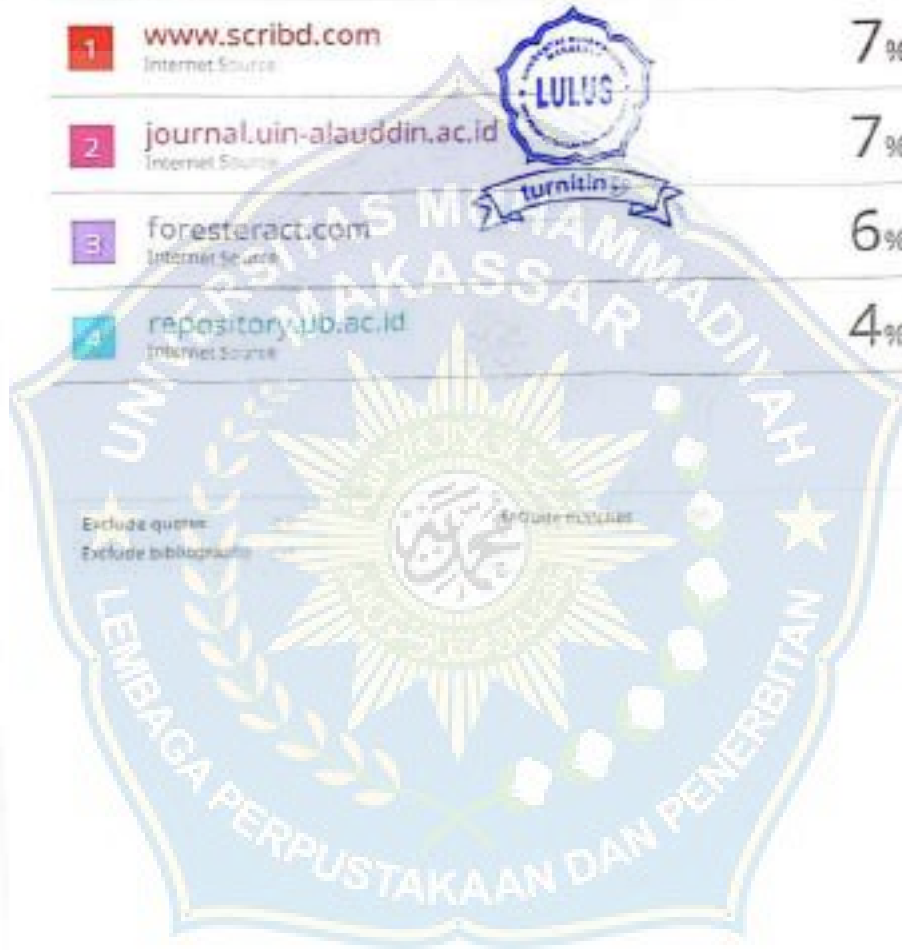 1
www.scribd.com
Internet Source
7%
LULUS
turnitin
2
journal.uin-alauddin.ac.id
Internet Source
7%
3
foresteract.com
Internet Source
6%
4
repository.ub.ac.id
Internet Source
4%
UNIVERSITAS MUHAMMADIYAH
MAKASSAR
Exclude quotes
Exclude matches
Exclude bibliography
LEMBAGA PERPUSTAKAAN DAN PENERBITAN